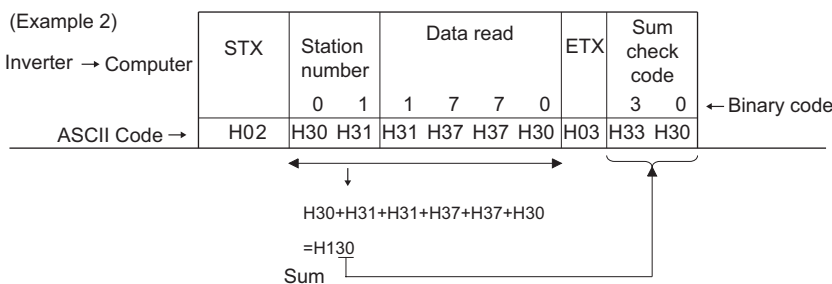 (Example 2)
Inverter → Computer
STX
Station number
Data read
ETX
Sum check code
0 1 1 7 7 0 3 0
← Binary code
ASCII Code →
H02 H30 H31 H31 H37 H37 H30 H03 H33 H30
H30+H31+H31+H37+H37+H30
=H130
Sum